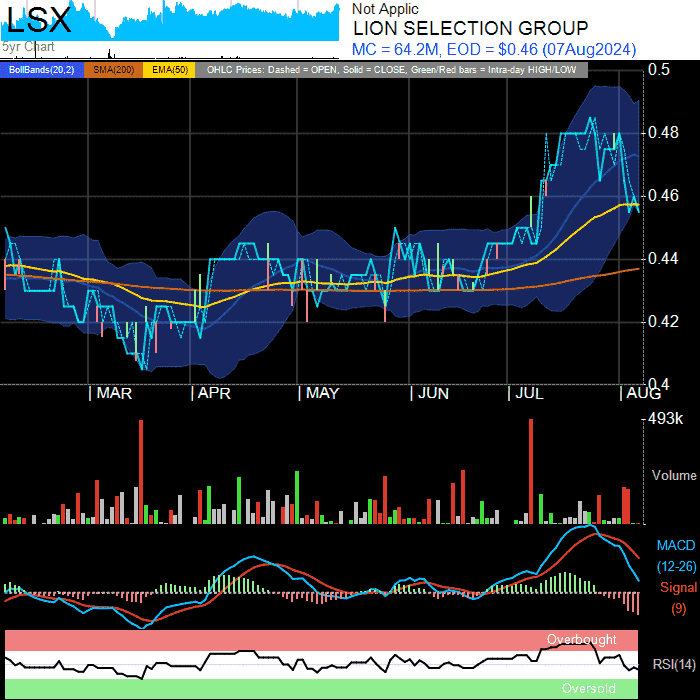 LSX
5yr Chart
Not Applic
LION SELECTION GROUP
MC = 64.2M, EOD = $0.46 (07Aug2024)
BollBands(20,2) SMA(200) EMA(50) OHLC Prices: Dashed = OPEN, Solid = CLOSE, Green/Red bars = Intra-day HIGH/LOW
0.5
0.48
0.46
0.44
0.42
0.4
| MAR | APR | MAY | JUN | JUL | AUG
493k
Volume
MACD
(12-26)
Signal
(9)
Overbought
RSI(14)
Oversold